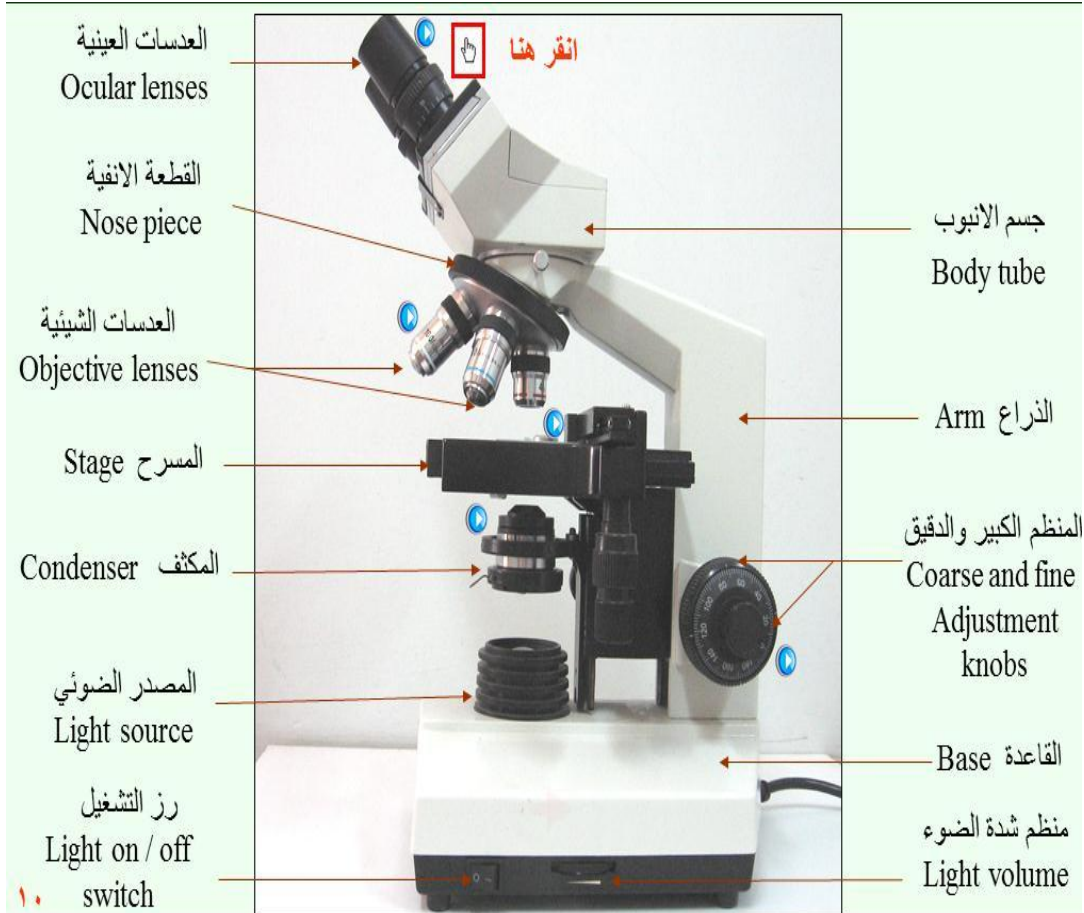 العدسات العينية
Ocular lenses
انقر هنا
القطعة الانفية
Nose piece
جسم الانبوب
Body tube
العدسات الشيئية
Objective lenses
الذراع Arm
المسرح Stage
المنظم الكبير والدقيق
Coarse and fine
Adjustment
knobs
المكثف Condenser
المصدر الضوئي
Light source
القاعدة Base
رز التشغيل
Light on / off
switch
منظم شدة الضوء
Light volume
١٠